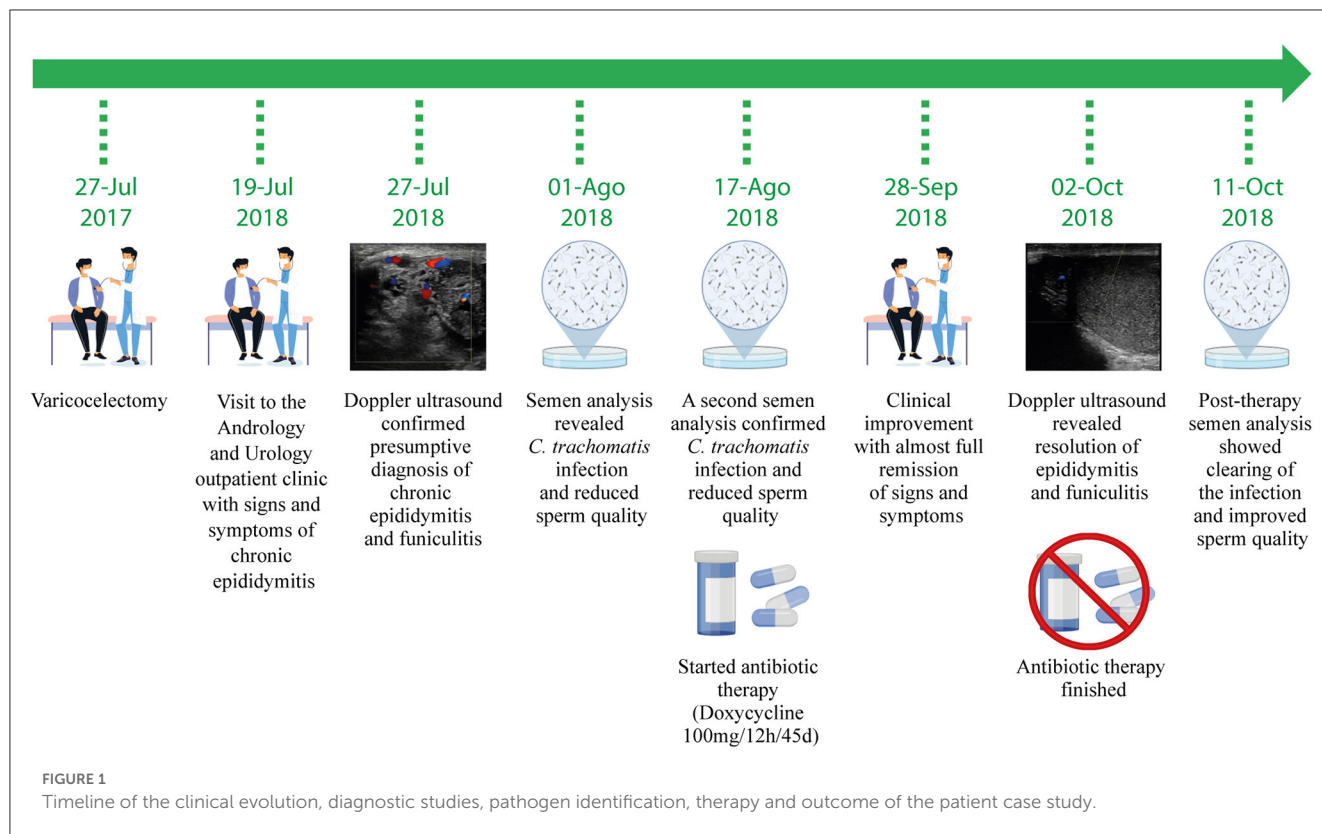 27-Jul
2017
Varicocelectomy
19-Jul
2018
Visit to the
Andrology
and Urology
outpatient clinic
with signs and
symptoms of
chronic
epididymitis
27-Jul
2018
Doppler ultrasound
confirmed
presumptive
diagnosis of
chronic
epididymitis
and funiculitis
01-Ago
2018
Semen analysis
revealed
C. trachomatis
infection
and reduced
sperm quality
17-Ago
2018
A second semen
analysis confirmed
C. trachomatis
infection and
reduced sperm
quality
Started antibiotic
therapy
(Doxycycline
100mg/12h/45d)
28-Sep
2018
Clinical
improvement
with almost full
remission
of signs and
symptoms
02-Oct
2018
Doppler ultrasound
revealed
resolution of
epididymitis
and funiculitis
Antibiotic therapy
finished
11-Oct
2018
Post-therapy
semen analysis
showed
clearing of
the infection
and improved
sperm quality
FIGURE 1
Timeline of the clinical evolution, diagnostic studies, pathogen identification, therapy and outcome of the patient case study.